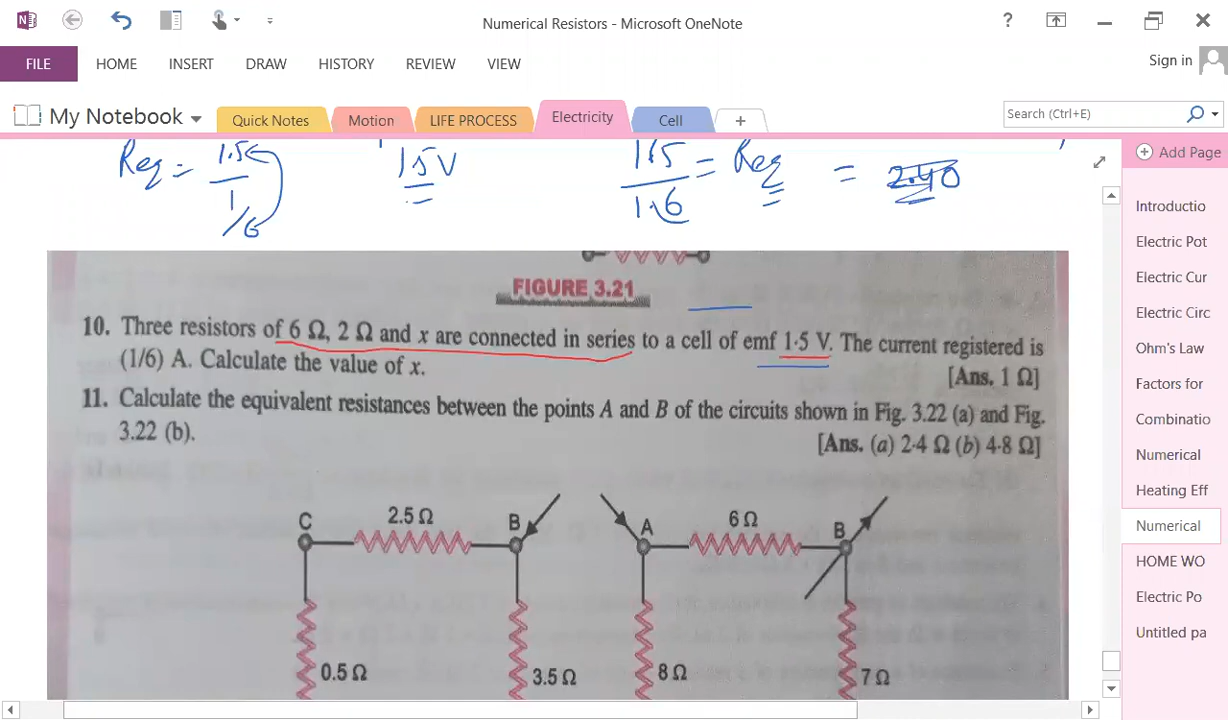 Numerical Resistors - Microsoft OneNote
?
Sign in
FILE HOME INSERT DRAW HISTORY REVIEW VIEW
My Notebook Quick Notes Motion LIFE PROCESS Electricity Cell +
Search (Ctrl+E)
Add Page
Introductio
Electric Pot
Electric Cur
Electric Circ
Ohm's Law
Factors for
Combinatio
Numerical
Heating Eff
Numerical
HOME WO
Electric Po
Untitled pa
Req = 1.5 / 1/6
1.5V
1.5 / 1.6 = Req =
FIGURE 3.21
10. Three resistors of 6 Ω, 2 Ω and x are connected in series to a cell of emf 1·5 V. The current registered is
(1/6) A. Calculate the value of x. [Ans. 1 Ω]
11. Calculate the equivalent resistances between the points A and B of the circuits shown in Fig. 3.22 (a) and Fig.
3.22 (b). [Ans. (a) 2·4 Ω (b) 4·8 Ω]
C 2.5 Ω B A 6 Ω B
0.5 Ω 3.5 Ω 8 Ω 7 Ω